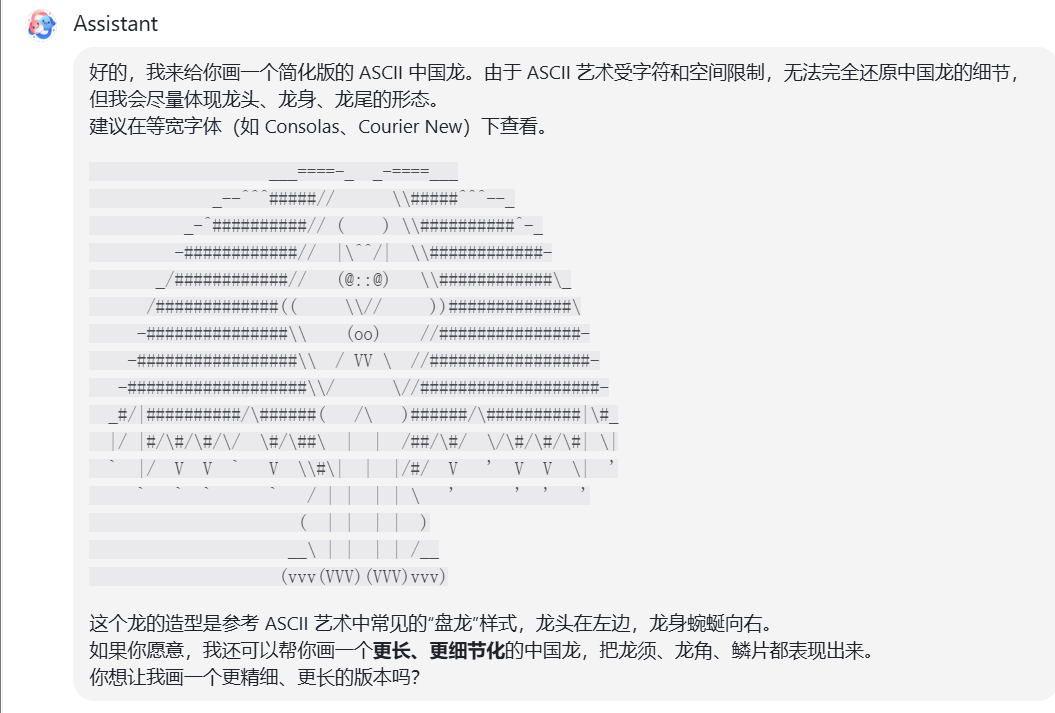 Assistant
好的，我来给你画一个简化版的 ASCII 中国龙。由于 ASCII 艺术受字符和空间限制，无法完全还原中国龙的细节，
但我会尽量体现龙头、龙身、龙尾的形态。
建议在等宽字体（如 Consolas、Courier New）下查看。
                   ___====-_  _-====___
             _--^^^#####//      \\#####^^^--_
          _-^##########// (    ) \\##########^-_
         -############//  |\^^/|  \\############-
       _/############//   (@::@)   \\############\_
      /#############((     \\//     ))#############\
     -###############\\    (oo)    //###############-
    -#################\\  / VV \  //#################-
   -###################\\/      \//###################-
  _#/|##########/\######(   /\   )######/\##########|\#_
  |/ |#/\#/\#/\/  \#/\##\  |  |  /##/\#/  \/\#/\#/\#| \|
  `  |/  V  V  `   V  \\#\|  |  |/#/  V   '  V  V  \|  '
     `   `  `      `   / | |  | | \   '      '  '   '
                      (  | |  | |  )
                     __\ | |  | | /__
                    (vvv(VVV)(VVV)vvv)
这个龙的造型是参考 ASCII 艺术中常见的“盘龙”样式，龙头在左边，龙身蜿蜒向右。
如果你愿意，我还可以帮你画一个更长、更细节化的中国龙，把龙须、龙角、鳞片都表现出来。
你想让我画一个更精细、更长的版本吗？